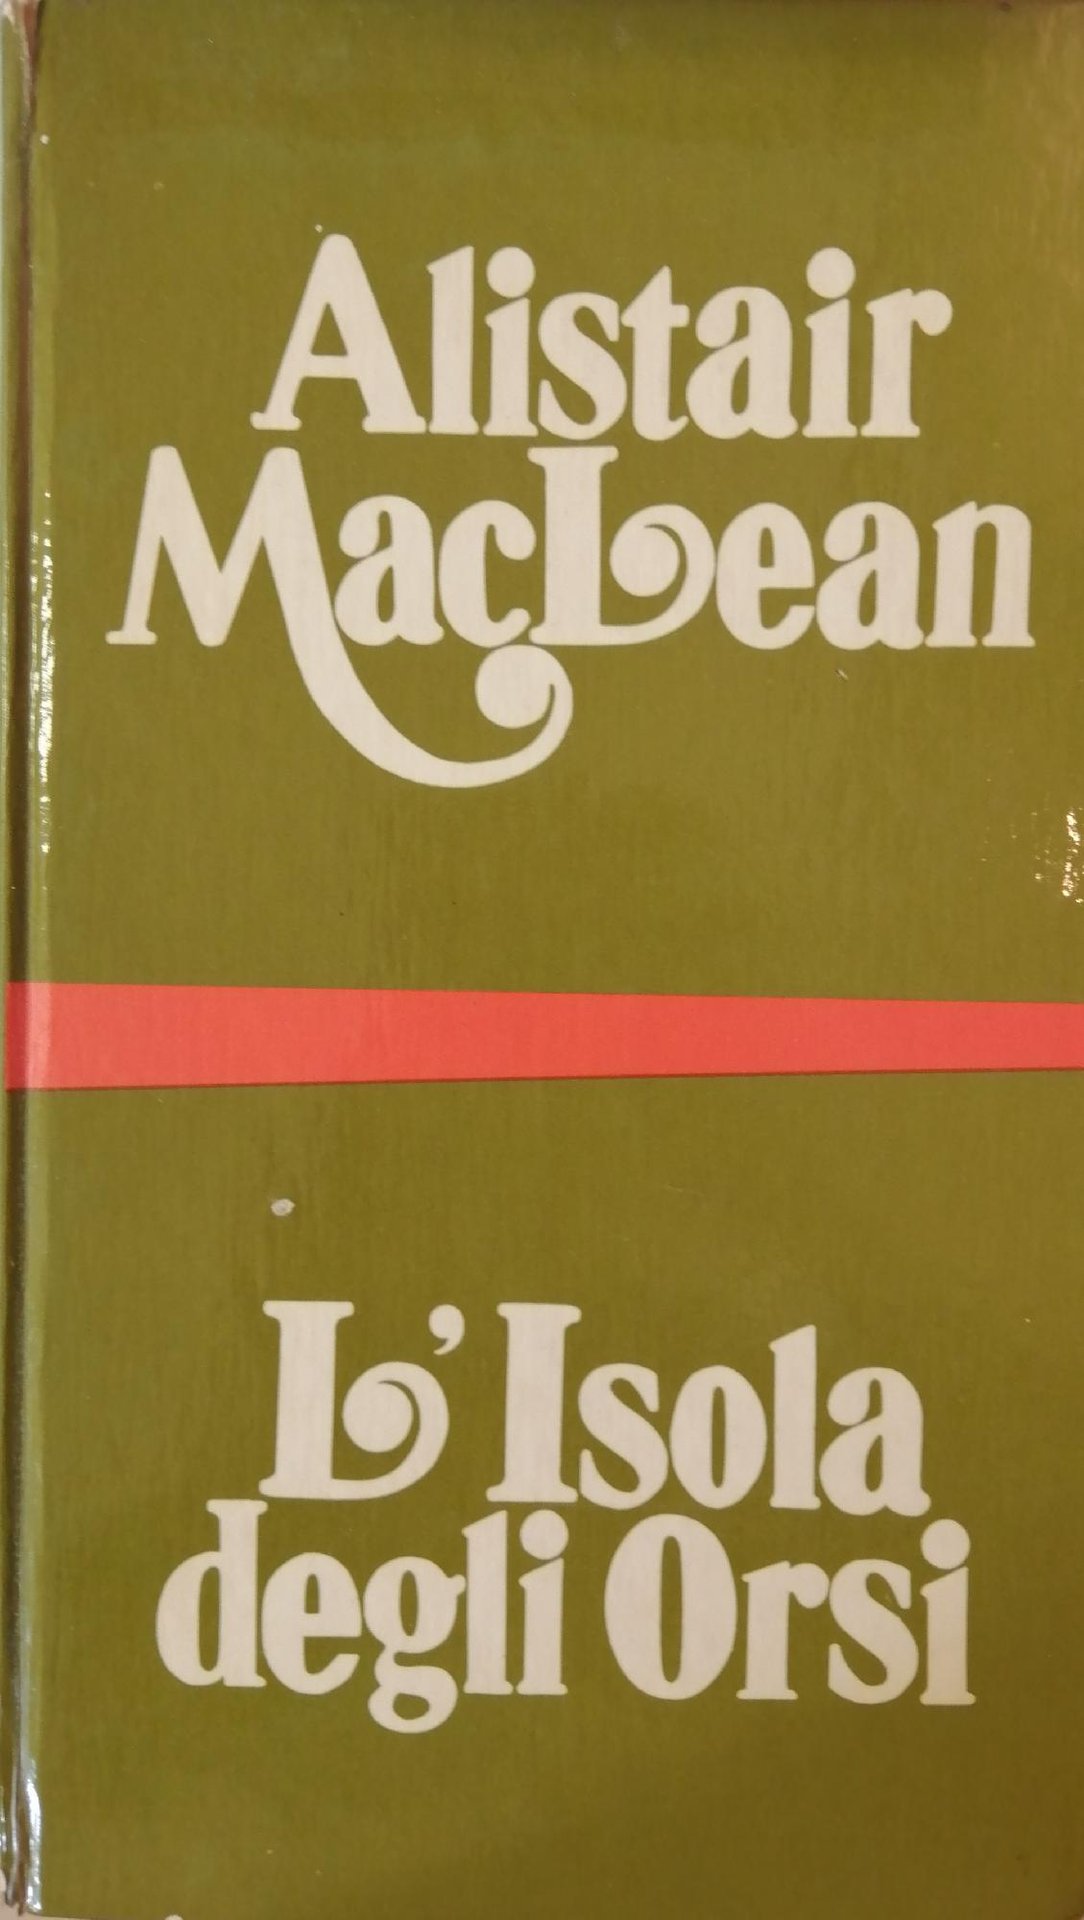 Alistair
MacLean
L'Isola
degli Orsi